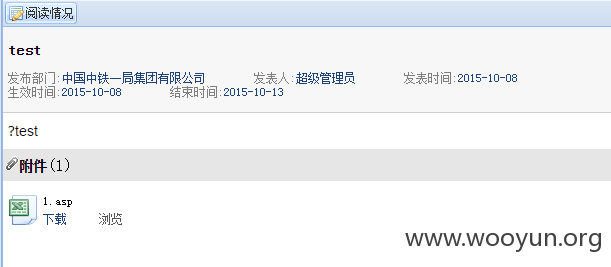 阅读情况
test
发布部门:中国中铁一局集团有限公司 发表人:超级管理员 发表时间:2015-10-08
生效时间:2015-10-08 结束时间:2015-10-13
?test
附件(1)
1.asp
下载 浏览
www.wooyun.org